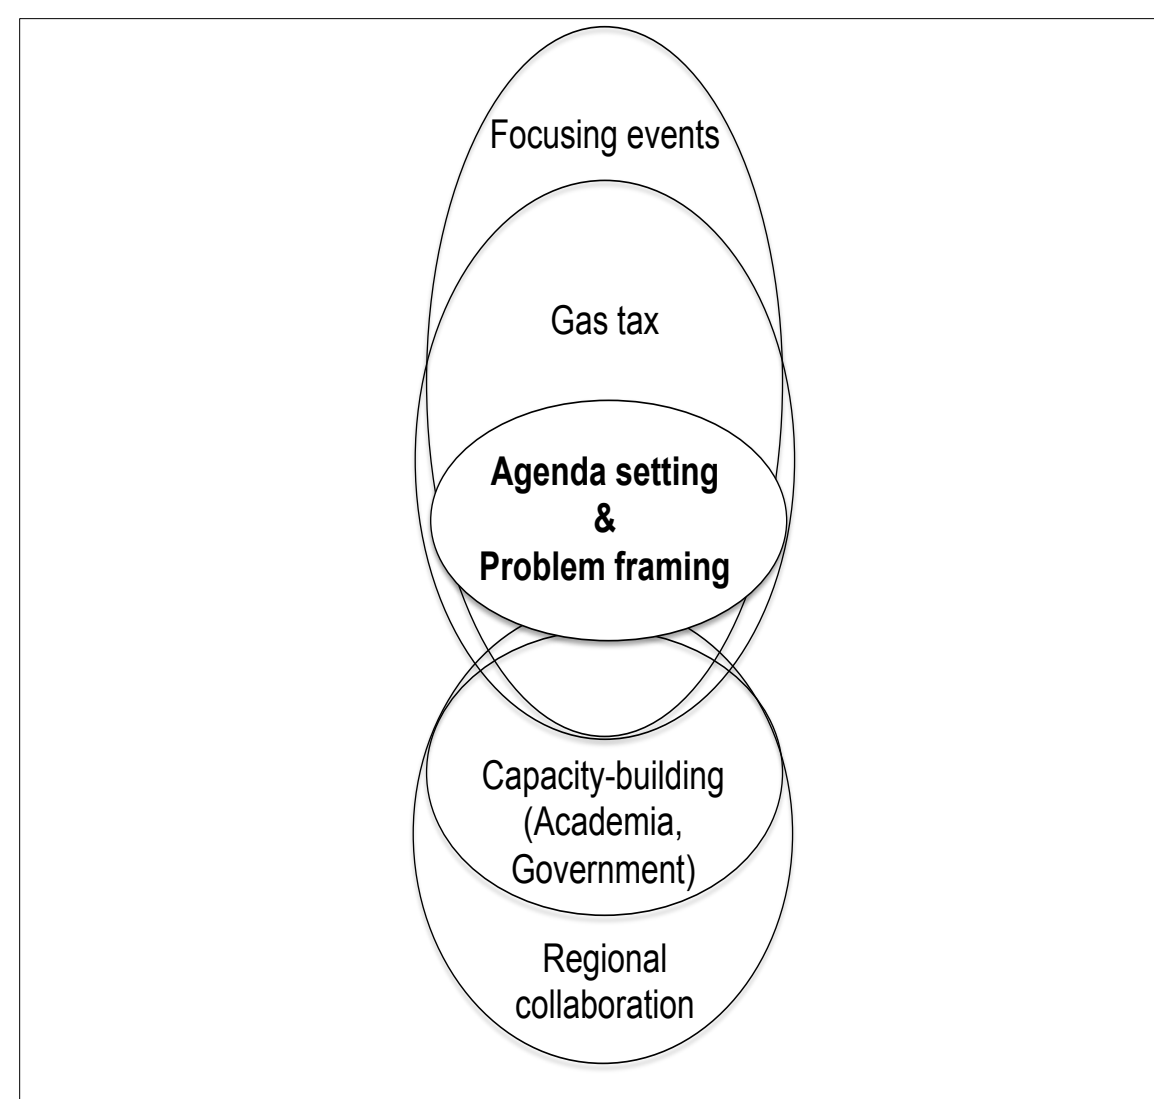 Focusing events
Gas tax
Agenda setting
&
Problem framing
Capacity-building
(Academia,
Government)
Regional
collaboration